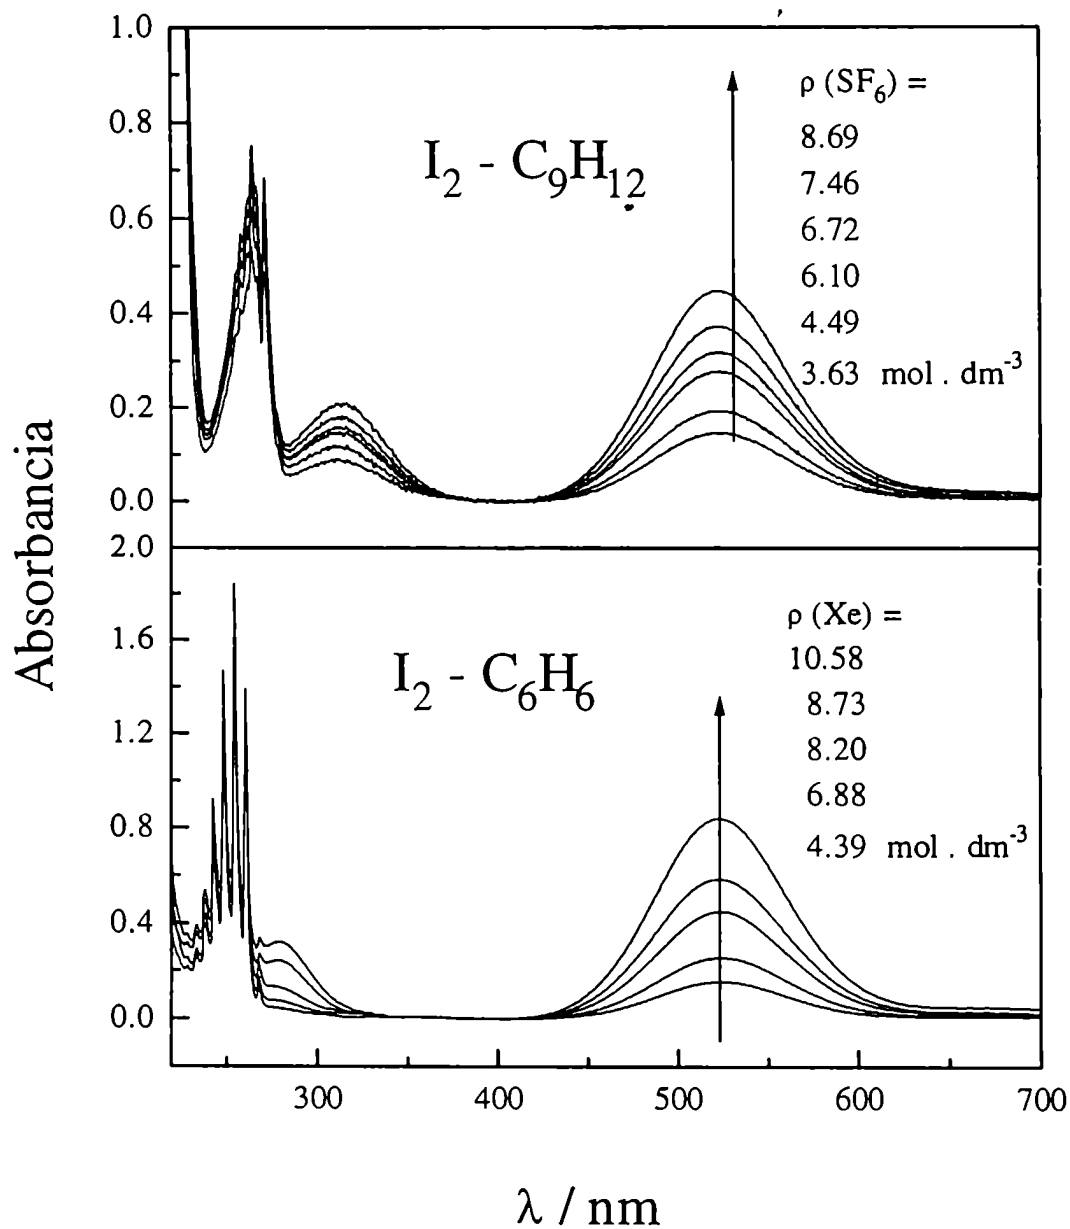 1.0
ρ (SF6) =
0.8
8.69
I2 - C9H12
7.46
0.6
6.72
6.10
0.4
4.49
3.63 mol . dm-3
0.2
0.0
Absorbancia
2.0
ρ (Xe) =
1.6
10.58
I2 - C6H6
8.73
1.2
8.20
6.88
0.8
4.39 mol . dm-3
0.4
0.0
300 400 500 600 700
λ / nm